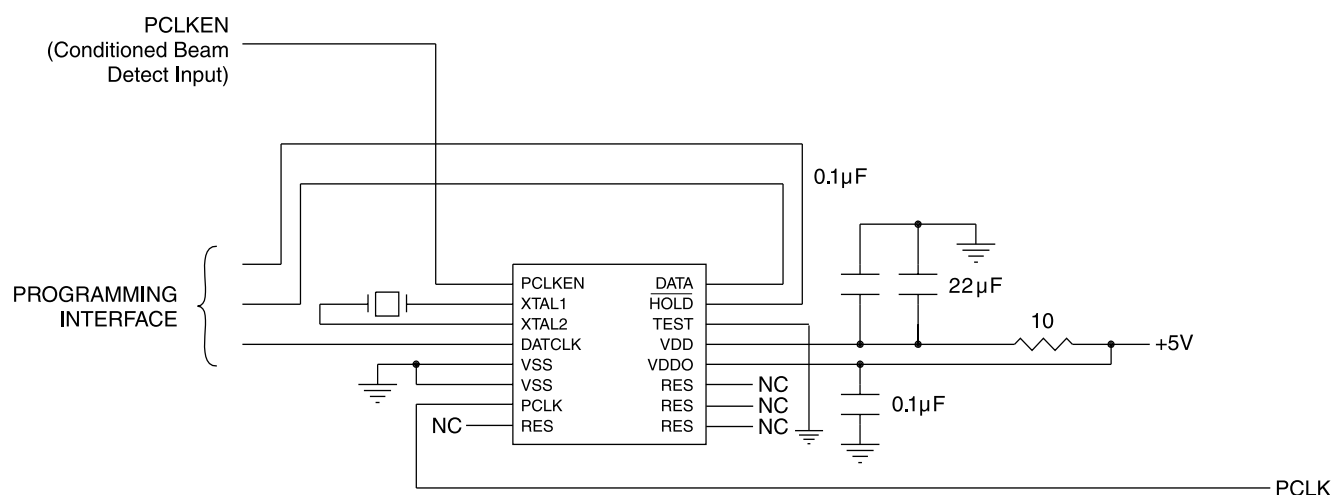 PCLKEN
(Conditioned Beam
Detect Input)
0.1µF
PROGRAMMING
INTERFACE
PCLKEN
XTAL1
XTAL2
DATCLK
VSS
VSS
PCLK
RES
NC
DATA
HOLD
TEST
VDD
VDDO
RES
RES
RES
NC
NC
NC
22µF
10
+5V
0.1µF
PCLK